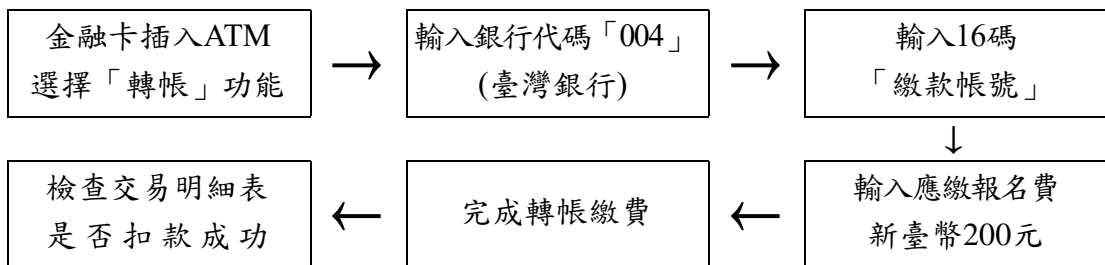 金融卡插入ATM
選擇「轉帳」功能
輸入銀行代碼「004」
(臺灣銀行)
輸入16碼
「繳款帳號」
輸入應繳報名費
新臺幣200元
完成轉帳繳費
檢查交易明細表
是否扣款成功